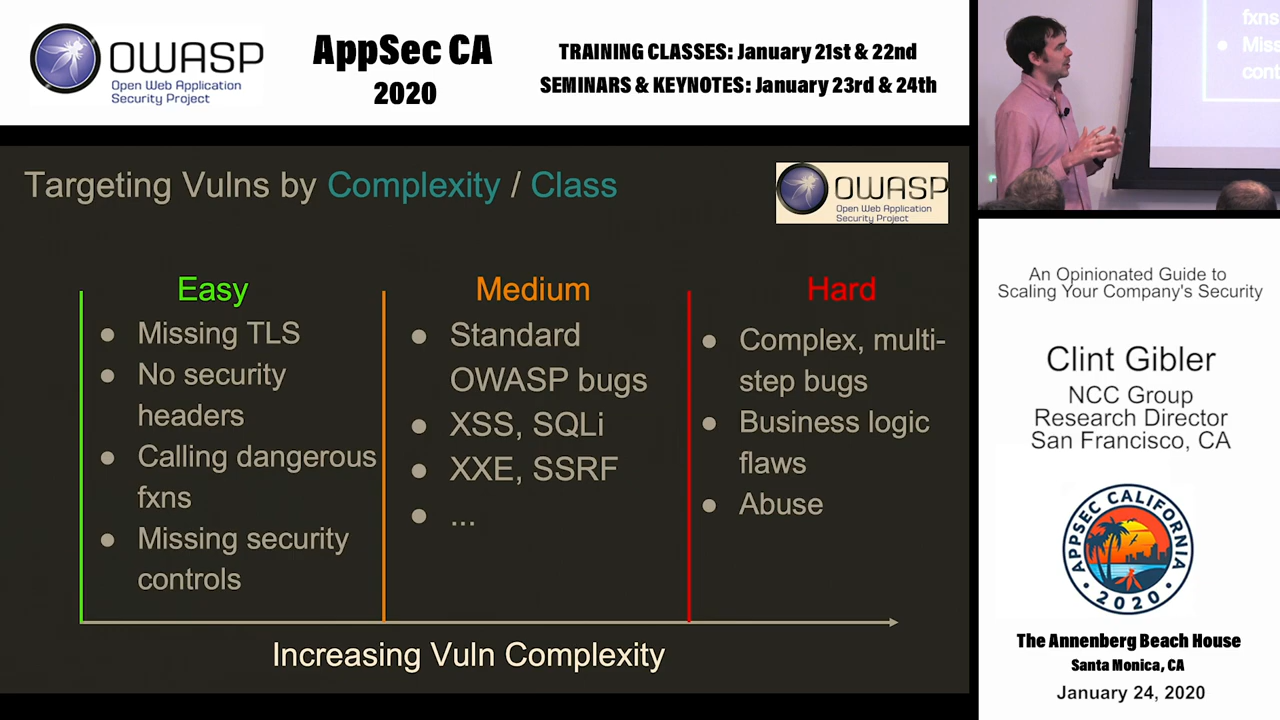 OWASP
Open Web Application
Security Project
AppSec CA
2020
TRAINING CLASSES: January 21st & 22nd
SEMINARS & KEYNOTES: January 23rd & 24th
fxns
Miss
cont
Targeting Vulns by Complexity / Class
OWASP
Open Web Application
Security Project
Easy
Missing TLS
No security
headers
Calling dangerous
fxns
Missing security
controls
Medium
Standard
OWASP bugs
XSS, SQLi
XXE, SSRF
...
Hard
Complex, multi-
step bugs
Business logic
flaws
Abuse
Increasing Vuln Complexity
An Opinionated Guide to
Scaling Your Company's Security
Clint Gibler
NCC Group
Research Director
San Francisco, CA
APPSEC CALIFORNIA
2020
The Annenberg Beach House
Santa Monica, CA
January 24, 2020